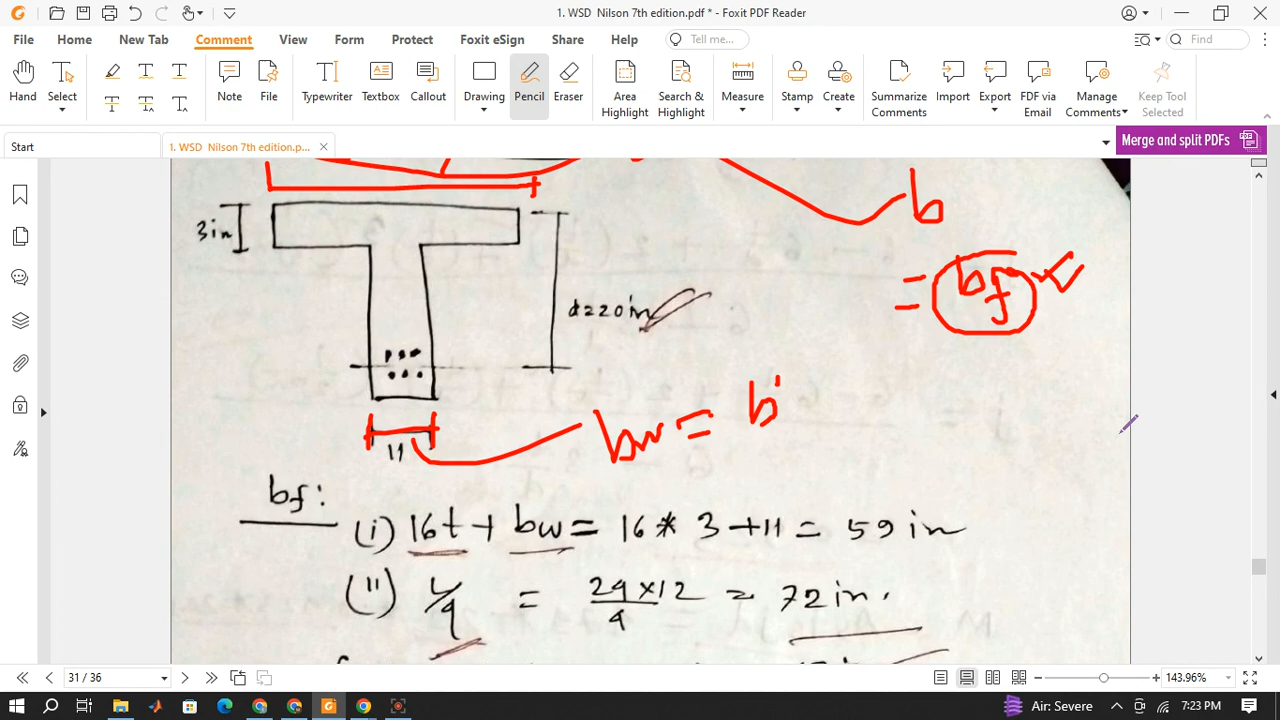 1. WSD Nilson 7th edition.pdf * - Foxit PDF Reader
File Home New Tab Comment View Form Protect Foxit eSign Share Help Tell me... Find
Hand Select Note File Typewriter Textbox Callout Drawing Pencil Eraser Area Highlight Search & Highlight Measure Stamp Create Summarize Comments Import Export PDF via Email Manage Comments Keep Tool Selected
Start 1. WSD Nilson 7th edition.p... Merge and split PDFs
b
3in
= bf
d=20in
bw = b'
11
bf:
(i) 16t + bw = 16 * 3 + 11 = 59 in
(ii) L/4 = 24×12/4 = 72 in.
31 / 36 143.96%
Air: Severe 7:23 PM